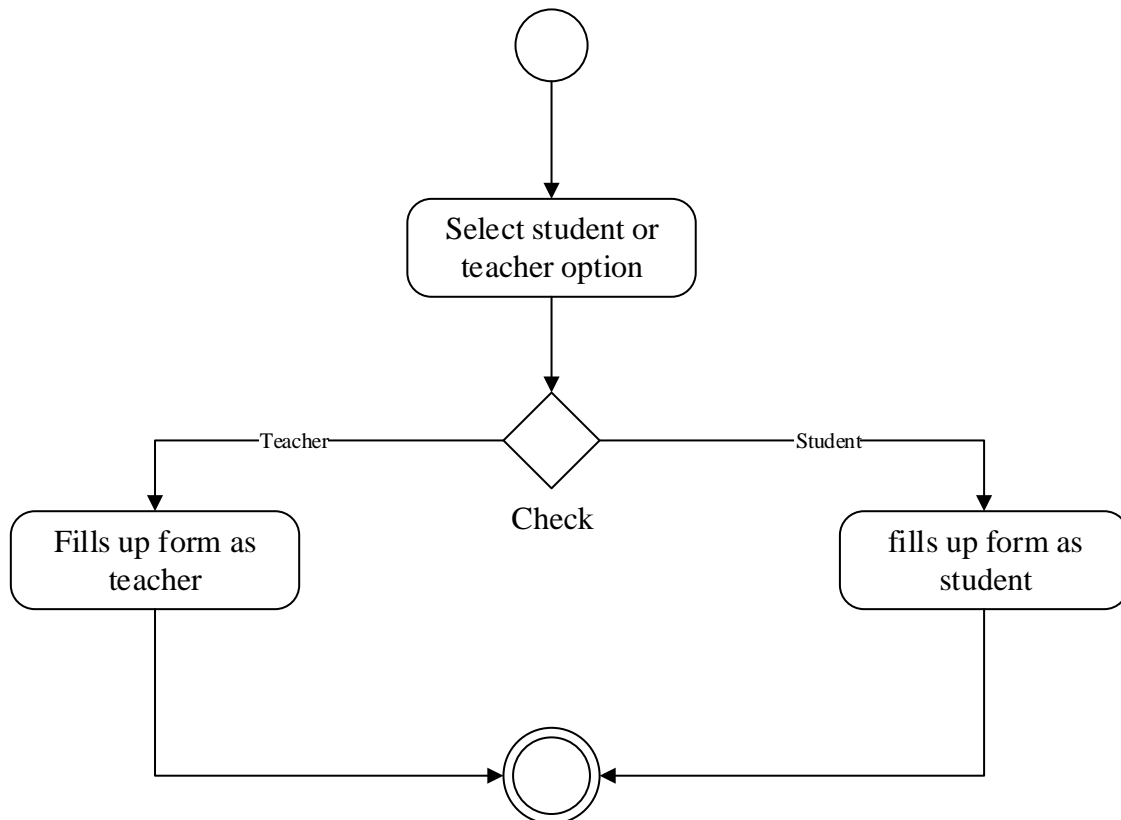 Select student or
teacher option
Teacher
Student
Check
Fills up form as
teacher
fills up form as
student